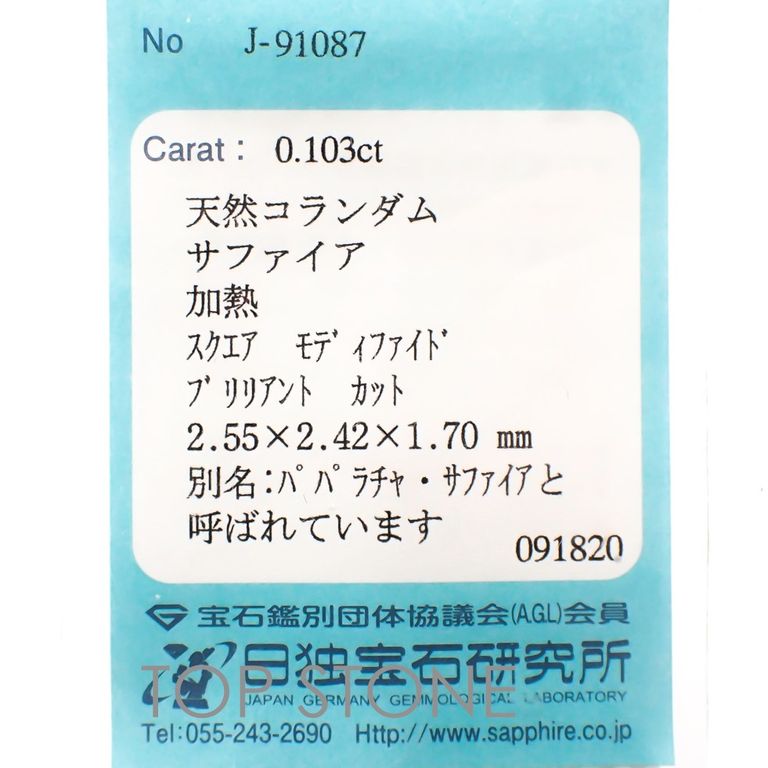 No J-91087
Carat: 0.103ct
天然コランダム
サファイア
加熱
ｽｸｴｱ ﾓﾃﾞｨﾌｧｲﾄﾞ
ﾌﾞﾘﾘｱﾝﾄ ｶｯﾄ
2.55×2.42×1.70 mm
別名:ﾊﾟﾊﾟﾗﾁｬ・ｻﾌｧｲｱと
呼ばれています
091820
宝石鑑別団体協議会(A.G.L)会員
日独宝石研究所
TOP STONE
JAPAN GERMANY GEMMOLOGICAL LABORATORY
Tel:055-243-2690 Http://www.sapphire.co.jp